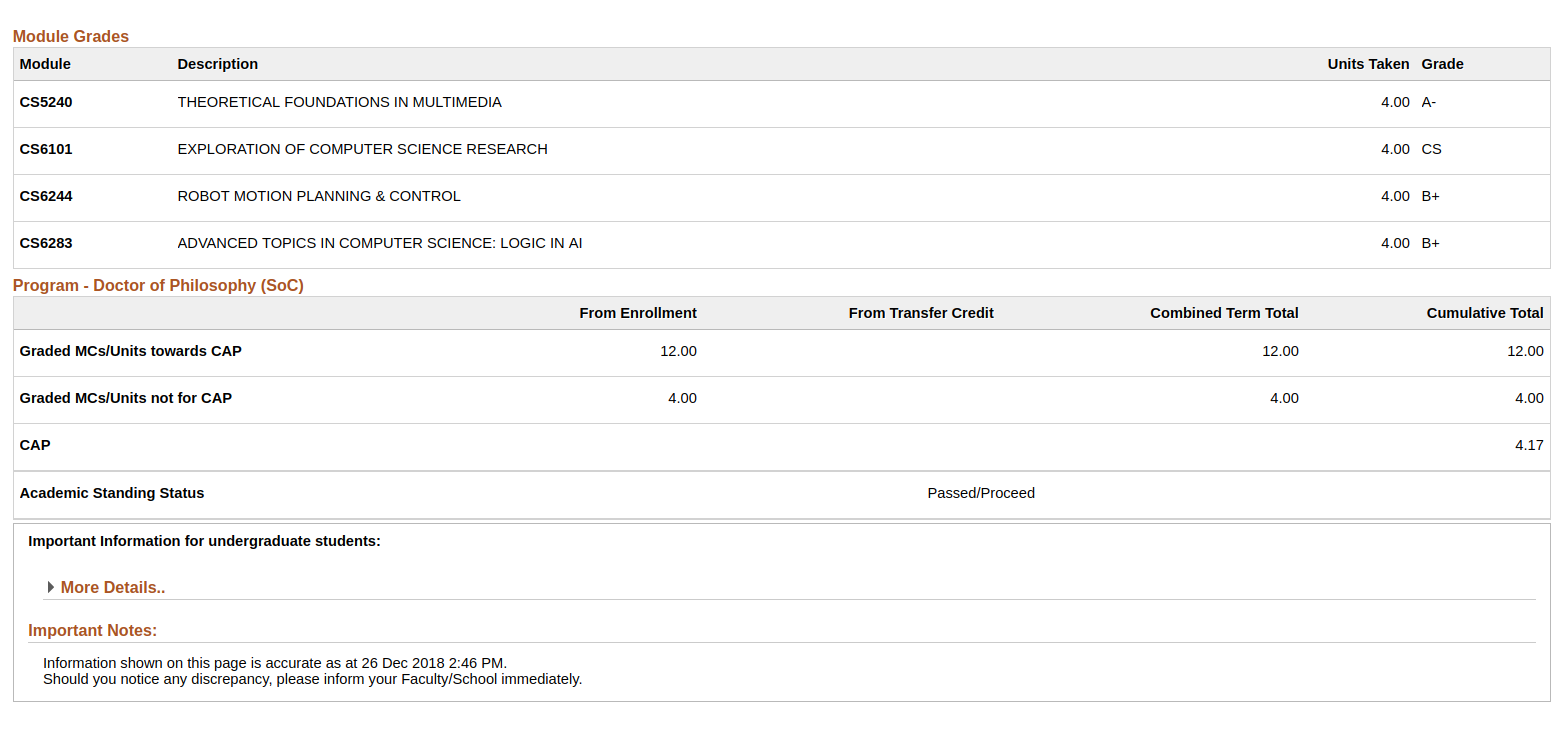 Module Grades
Module Description Units Taken Grade
CS5240 THEORETICAL FOUNDATIONS IN MULTIMEDIA 4.00 A-
CS6101 EXPLORATION OF COMPUTER SCIENCE RESEARCH 4.00 CS
CS6244 ROBOT MOTION PLANNING & CONTROL 4.00 B+
CS6283 ADVANCED TOPICS IN COMPUTER SCIENCE: LOGIC IN AI 4.00 B+
Program - Doctor of Philosophy (SoC)
From Enrollment From Transfer Credit Combined Term Total Cumulative Total
Graded MCs/Units towards CAP 12.00 12.00 12.00
Graded MCs/Units not for CAP 4.00 4.00 4.00
CAP 4.17
Academic Standing Status Passed/Proceed
Important Information for undergraduate students:
More Details..
Important Notes:
Information shown on this page is accurate as at 26 Dec 2018 2:46 PM.
Should you notice any discrepancy, please inform your Faculty/School immediately.